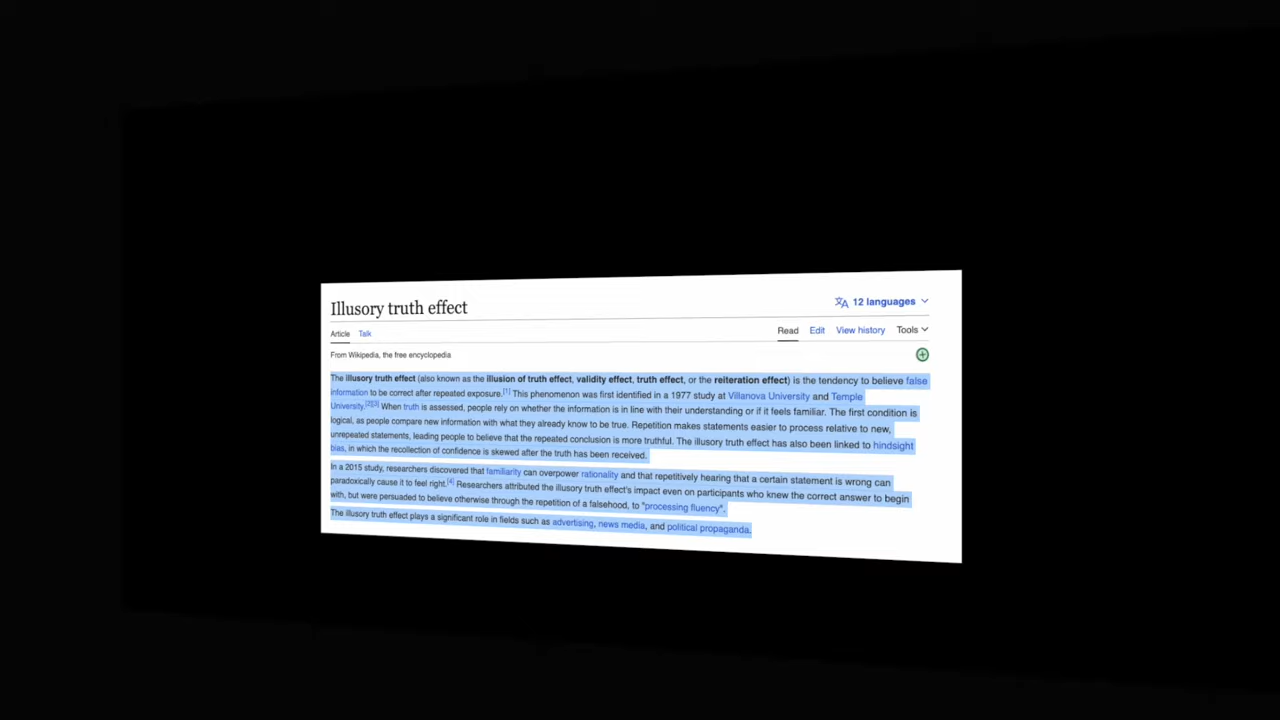 Illusory truth effect
12 languages
Article Talk
Read Edit View history Tools
From Wikipedia, the free encyclopedia
The illusory truth effect (also known as the illusion of truth effect, validity effect, truth effect, or the reiteration effect) is the tendency to believe false
information to be correct after repeated exposure.[1] This phenomenon was first identified in a 1977 study at Villanova University and Temple
University.[2][3] When truth is assessed, people rely on whether the information is in line with their understanding or if it feels familiar. The first condition is
logical, as people compare new information with what they already know to be true. Repetition makes statements easier to process relative to new,
unrepeated statements, leading people to believe that the repeated conclusion is more truthful. The illusory truth effect has also been linked to hindsight
bias, in which the recollection of confidence is skewed after the truth has been received.
In a 2015 study, researchers discovered that familiarity can overpower rationality and that repetitively hearing that a certain statement is wrong can
paradoxically cause it to feel right.[4] Researchers attributed the illusory truth effect's impact even on participants who knew the correct answer to begin
with, but were persuaded to believe otherwise through the repetition of a falsehood, to "processing fluency".
The illusory truth effect plays a significant role in fields such as advertising, news media, and political propaganda.